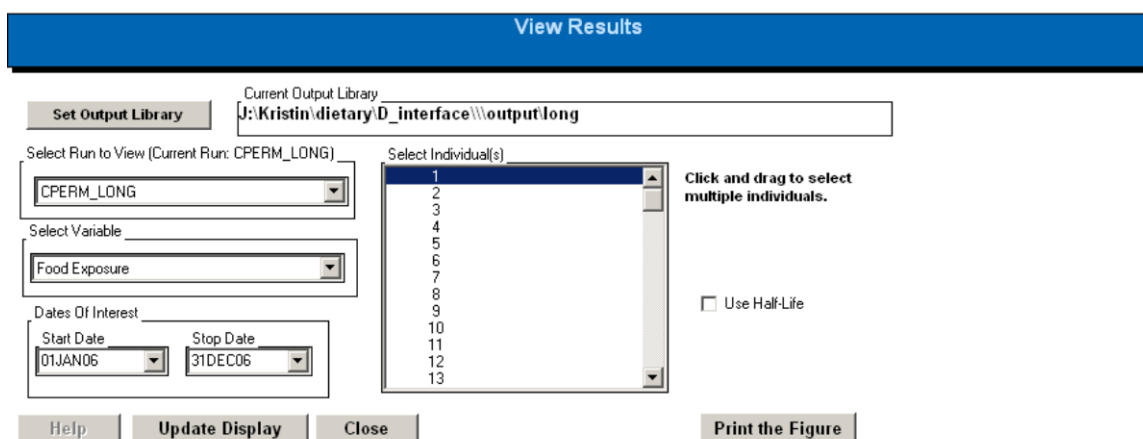 View Results
Set Output Library
Current Output Library
J:\Kristin\dietary\D_interface\\\output\long
Select Run to View (Current Run: CPERM_LONG)
CPERM_LONG
Select Individual(s)
1
2
3
4
5
6
7
8
9
10
11
12
13
Click and drag to select
multiple individuals.
Select Variable
Food Exposure
Use Half-Life
Dates Of Interest
Start Date
01JAN06
Stop Date
31DEC06
Help
Update Display
Close
Print the Figure